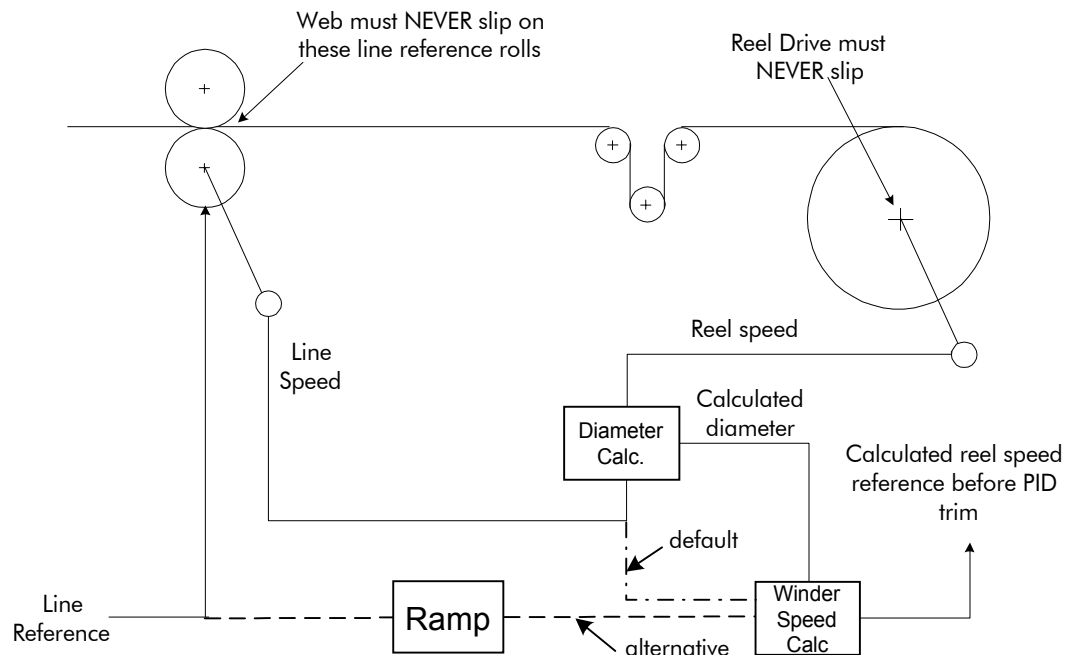 Web must NEVER slip on
these line reference rolls
Reel Drive must
NEVER slip
Reel speed
Line
Speed
Calculated
diameter
Diameter
Calc.
Calculated reel speed
reference before PID
trim
default
Line
Reference
Ramp
Winder
Speed
Calc
alternative